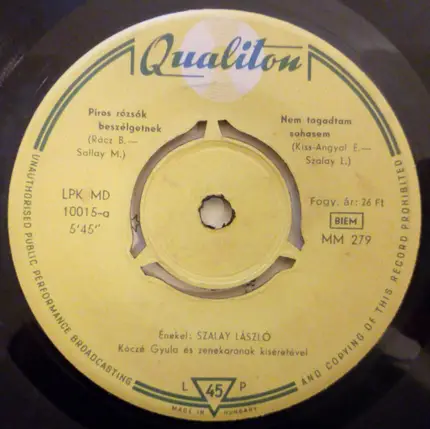 Qualiton
Piros rózsák
beszélgetnek
(Rácz B.—
Sallay M.)
Nem tagadtam
sohasem
(Kiss-Angyal E.—
Szalay L.)
LPK MD
10015-a
5'45"
Fogy. ár: 26 Ft
BIEM
MM 279
Énekel: SZALAY LÁSZLÓ
Kóczé Gyula és zenekarának kíséretével
UNAUTHORISED PUBLIC PERFORMANCE BROADCASTING
AND COPYING OF THIS RECORD PROHIBITED
L 45 P
MADE IN HUNGARY